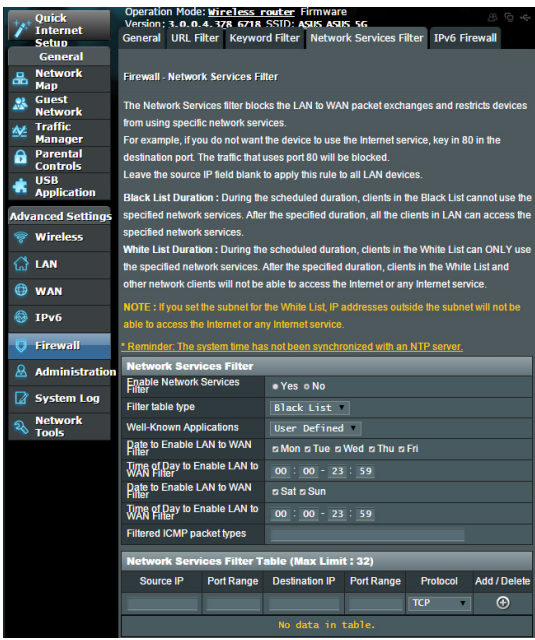 Operation Mode: Wireless router Firmware
Version: 3.0.0.4.378_6718 SSID: ASUS ASUS_5G
Quick
Internet
Setup
General
Network
Map
Guest
Network
Traffic
Manager
Parental
Controls
USB
Application
Advanced Settings
Wireless
LAN
WAN
IPv6
Firewall
Administration
System Log
Network
Tools
General URL Filter Keyword Filter Network Services Filter IPv6 Firewall
Firewall - Network Services Filter
The Network Services filter blocks the LAN to WAN packet exchanges and restricts devices
from using specific network services.
For example, if you do not want the device to use the Internet service, key in 80 in the
destination port. The traffic that uses port 80 will be blocked.
Leave the source IP field blank to apply this rule to all LAN devices.
Black List Duration : During the scheduled duration, clients in the Black List cannot use the
specified network services. After the specified duration, all the clients in LAN can access the
specified network services.
White List Duration : During the scheduled duration, clients in the White List can ONLY use
the specified network services. After the specified duration, clients in the White List and
other network clients will not be able to access the Internet or any Internet service.
NOTE : If you set the subnet for the White List, IP addresses outside the subnet will not be
able to access the Internet or any Internet service.
* Reminder: The system time has not been synchronized with an NTP server.
Network Services Filter
Enable Network Services
Filter
Yes No
Filter table type
Black List
Well-Known Applications
User Defined
Date to Enable LAN to WAN
Filter
Mon Tue Wed Thu Fri
Time of Day to Enable LAN to
WAN Filter
00 : 00 - 23 : 59
Date to Enable LAN to WAN
Filter
Sat Sun
Time of Day to Enable LAN to
WAN Filter
00 : 00 - 23 : 59
Filtered ICMP packet types
Network Services Filter Table (Max Limit : 32)
Source IP Port Range Destination IP Port Range Protocol Add / Delete
TCP
No data in table.